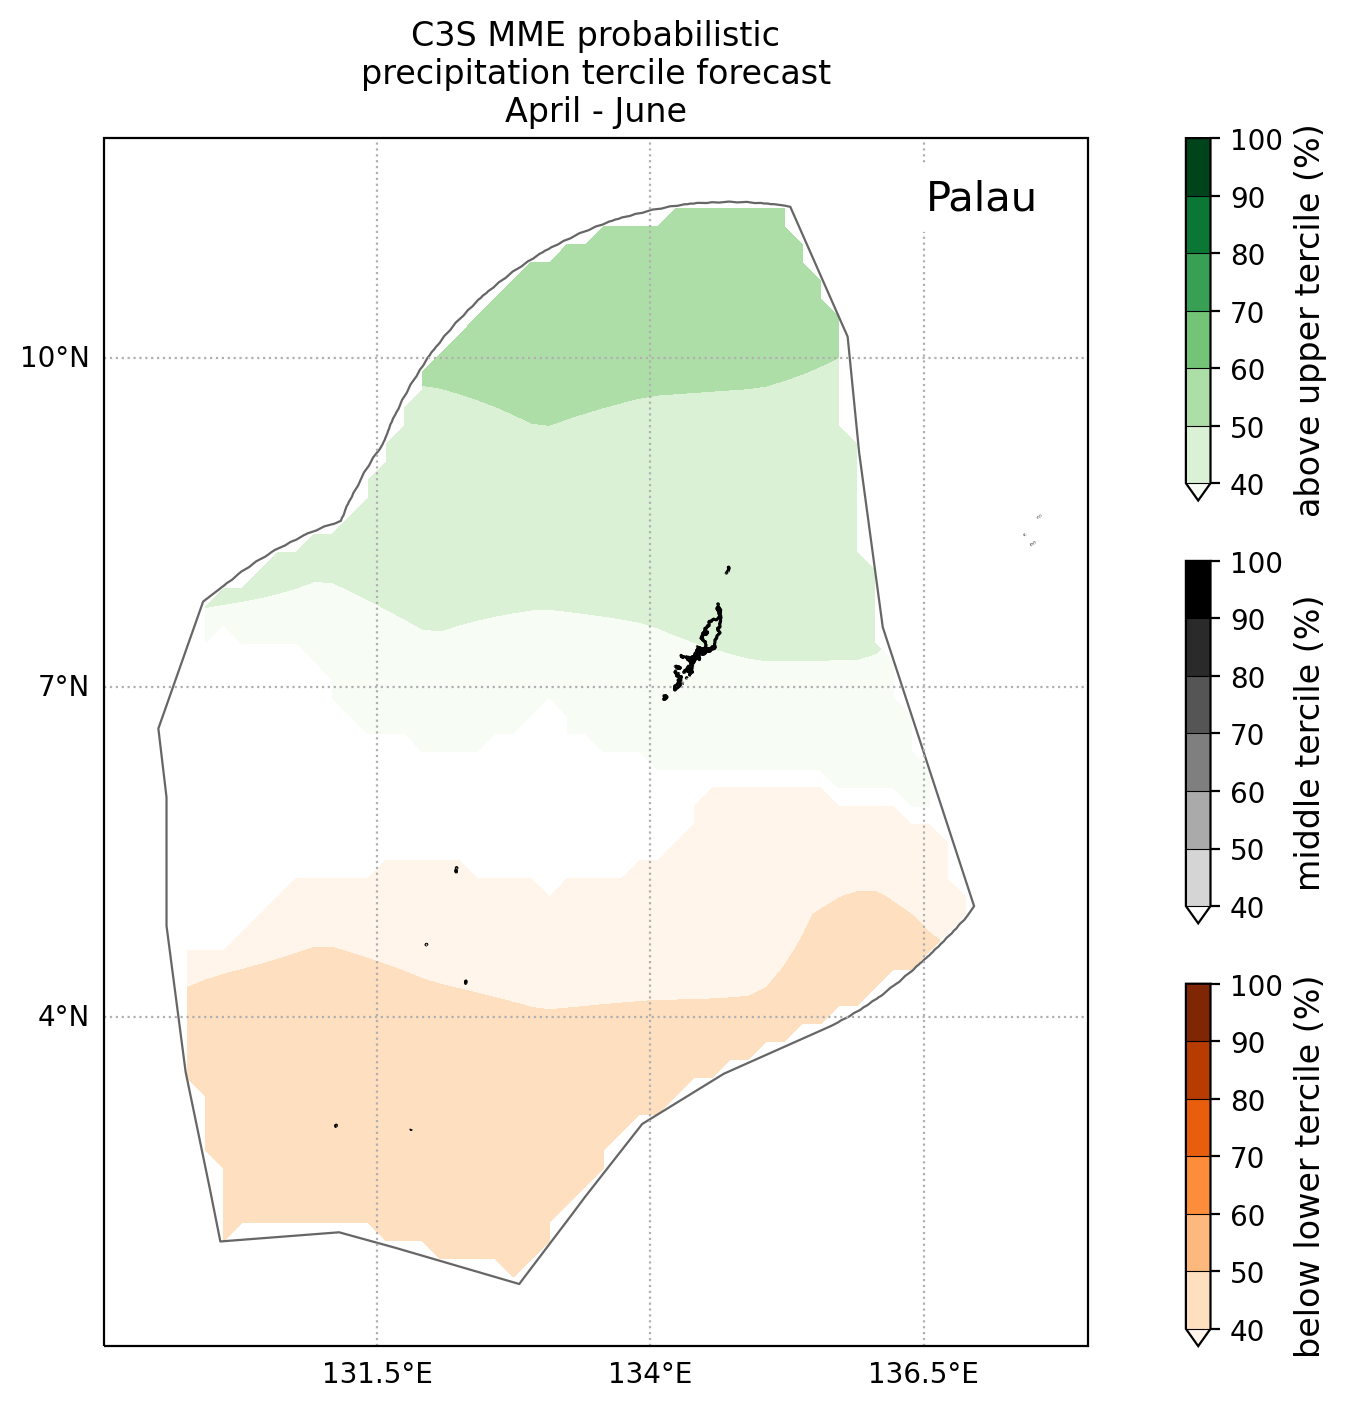 C3S MME probabilistic
precipitation tercile forecast
April - June
Palau
10°N
7°N
4°N
131.5°E
134°E
136.5°E
100
90
80
70
60
50
40
above upper tercile (%)
100
90
80
70
60
50
40
middle tercile (%)
100
90
80
70
60
50
40
below lower tercile (%)